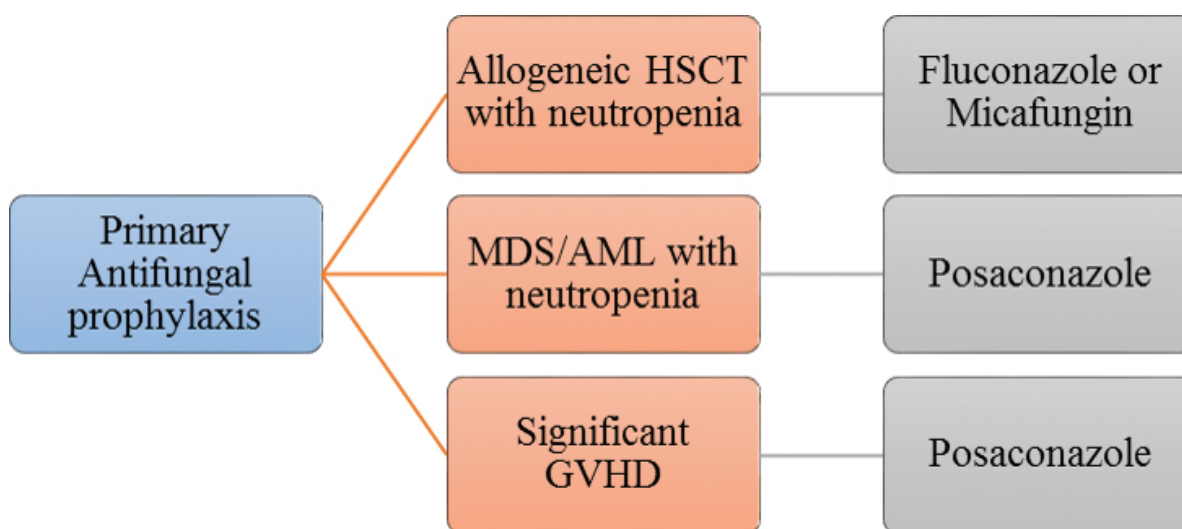 Primary
Antifungal
prophylaxis
Allogeneic HSCT
with neutropenia
Fluconazole or
Micafungin
MDS/AML with
neutropenia
Posaconazole
Significant
GVHD
Posaconazole